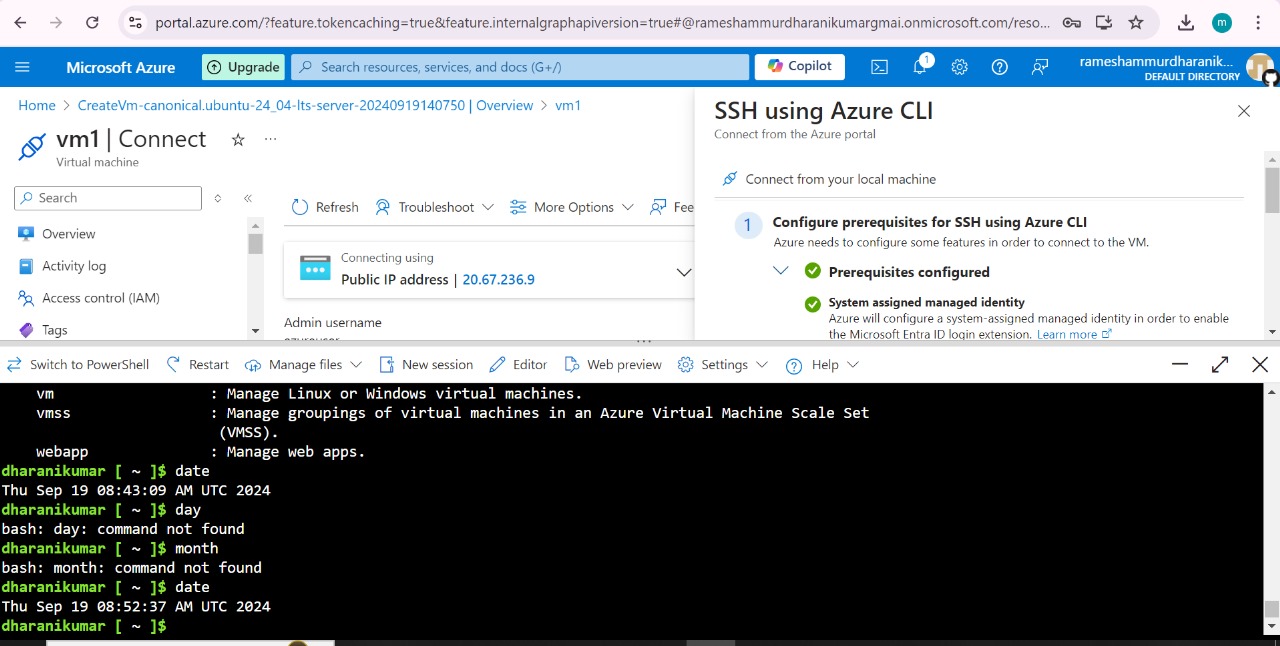 portal.azure.com/?feature.tokencaching=true&feature.internalgraphapiversion=true#@rameshammurdharanikumargmai.onmicrosoft.com/reso...
m
Microsoft Azure
Upgrade
Search resources, services, and docs (G+/)
Copilot
1
rameshammurdharanik...
DEFAULT DIRECTORY
Home > CreateVm-canonical.ubuntu-24_04-lts-server-20240919140750 | Overview > vm1
vm1 | Connect
Virtual machine
Search
Overview
Activity log
Access control (IAM)
Tags
Refresh
Troubleshoot
More Options
Fee
Connecting using
Public IP address | 20.67.236.9
Admin username
azureuser
SSH using Azure CLI
Connect from the Azure portal
Connect from your local machine
1
Configure prerequisites for SSH using Azure CLI
Azure needs to configure some features in order to connect to the VM.
Prerequisites configured
System assigned managed identity
Azure will configure a system-assigned managed identity in order to enable
the Microsoft Entra ID login extension. Learn more
Switch to PowerShell
Restart
Manage files
New session
Editor
Web preview
Settings
Help
vm : Manage Linux or Windows virtual machines.
vmss : Manage groupings of virtual machines in an Azure Virtual Machine Scale Set
(VMSS).
webapp : Manage web apps.
dharanikumar [ ~ ]$ date
Thu Sep 19 08:43:09 AM UTC 2024
dharanikumar [ ~ ]$ day
bash: day: command not found
dharanikumar [ ~ ]$ month
bash: month: command not found
dharanikumar [ ~ ]$ date
Thu Sep 19 08:52:37 AM UTC 2024
dharanikumar [ ~ ]$